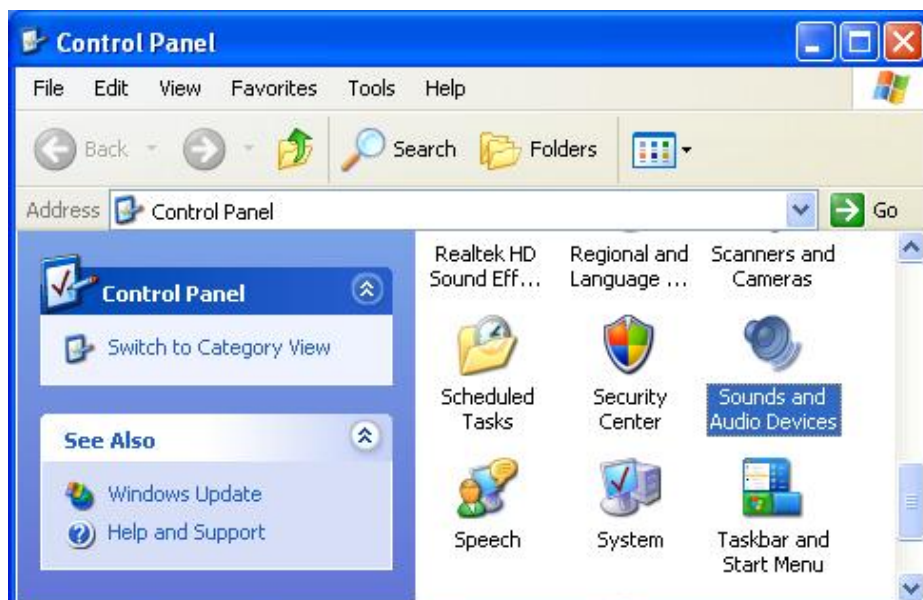 Control Panel
File Edit View Favorites Tools Help
Back Search Folders
Address Control Panel Go
Control Panel
Switch to Category View
See Also
Windows Update
Help and Support
Realtek HD
Sound Eff...
Regional and
Language ...
Scanners and
Cameras
Scheduled
Tasks
Security
Center
Sounds and
Audio Devices
Speech
System
Taskbar and
Start Menu